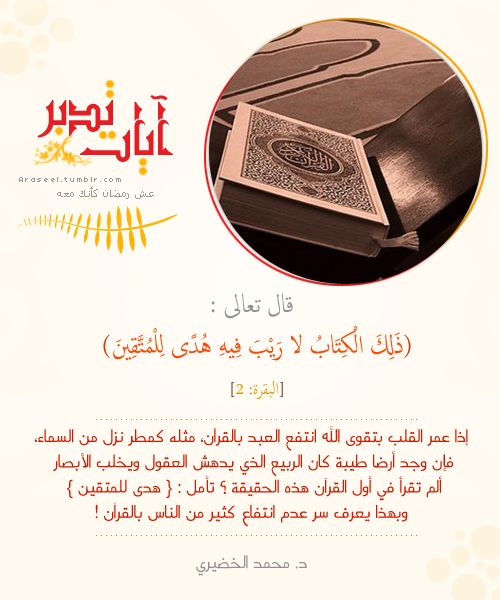 آيات تدبر
Araseel.tumblr.com
عش رمضان كأنك معه
قال تعالى :
(ذَلِكَ الْكِتَابُ لا رَيْبَ فِيهِ هُدًى لِلْمُتَّقِينَ)
[البقرة: 2]
إذا عمر القلب بتقوى الله انتفع العبد بالقرآن، مثله كمطر نزل من السماء،
فإن وجد أرضا طيبة كان الربيع الذي يدهش العقول ويخلب الأبصار
ألم تقرأ في أول القرآن هذه الحقيقة ؟ تأمل : { هدى للمتقين }
وبهذا يعرف سر عدم انتفاع كثير من الناس بالقرآن !
د. محمد الخضيري